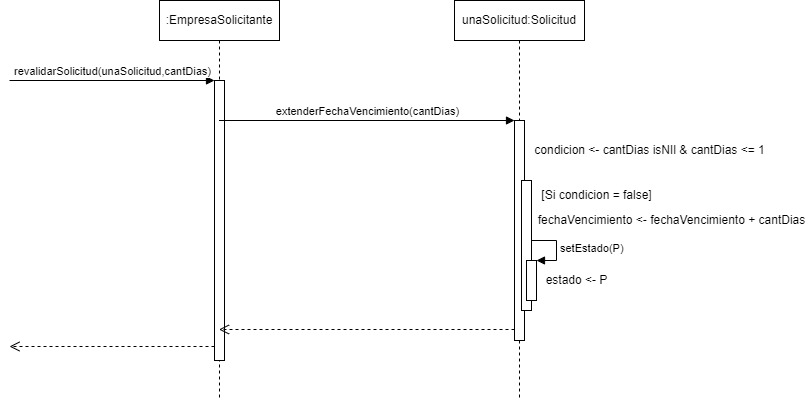 :EmpresaSolicitante
unaSolicitud:Solicitud
revalidarSolicitud(unaSolicitud,cantDias)
extenderFechaVencimiento(cantDias)
condicion <- cantDias isNIl & cantDias <= 1
[Si condicion = false]
fechaVencimiento <- fechaVencimiento + cantDias
setEstado(P)
estado <- P